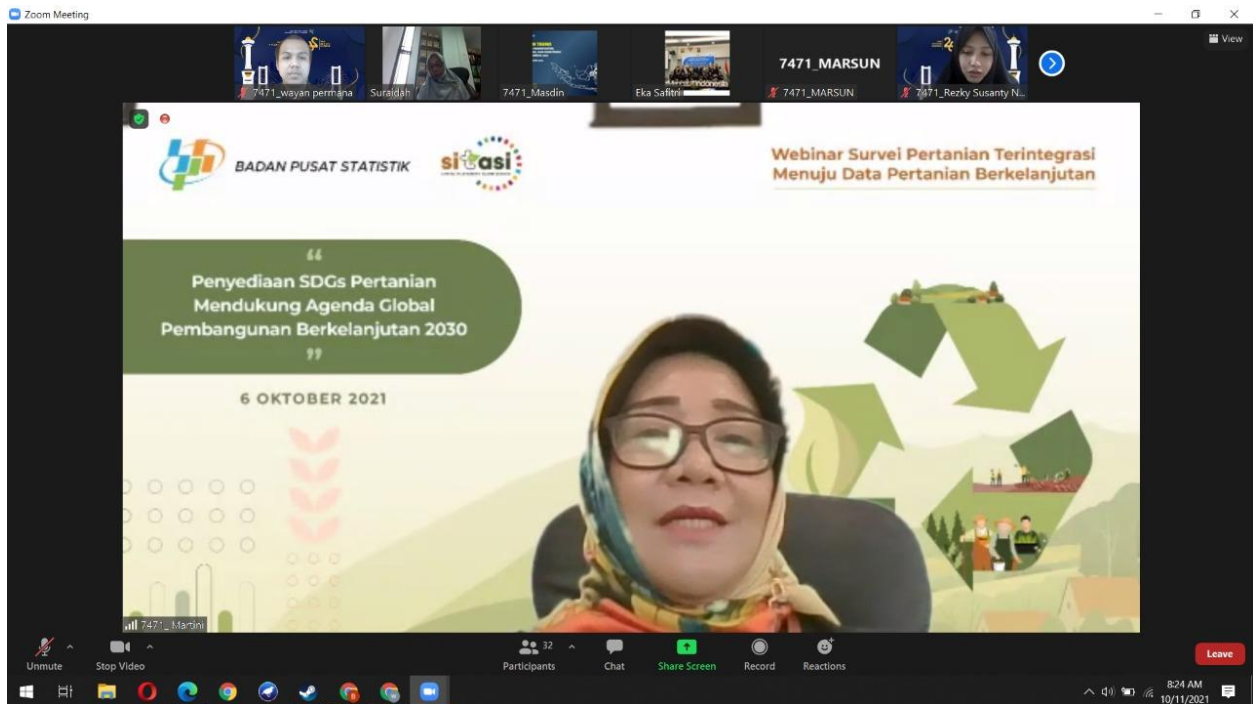 Zoom Meeting
View
7471_wayan permana
Suraidah
7471_Masdin
Eka Safitri
7471_MARSUN
7471_MARSUN
7471_Rezky Susanty N...
BADAN PUSAT STATISTIK
sitasi
Webinar Survei Pertanian Terintegrasi
Menuju Data Pertanian Berkelanjutan
“
Penyediaan SDGs Pertanian
Mendukung Agenda Global
Pembangunan Berkelanjutan 2030
”
6 OKTOBER 2021
7471_ Martini
Unmute
Stop Video
32
Participants
Chat
Share Screen
Record
Reactions
Leave
8:24 AM
10/11/2021